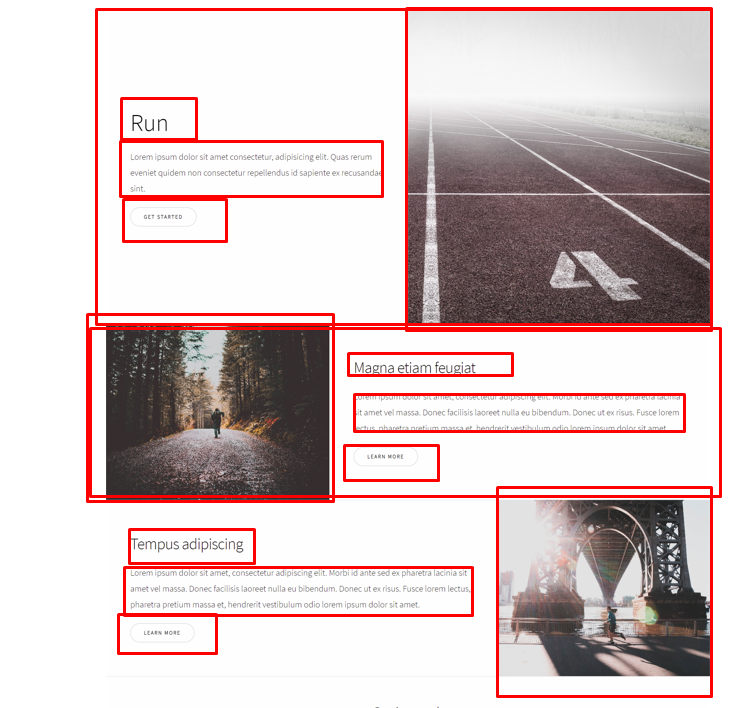 Run
Lorem ipsum dolor sit amet consectetur, adipisicing elit. Quas rerum
eveniet quidem non consectetur repellendus id sapiente ex recusandae
sint.
GET STARTED
4
Magna etiam feugiat
Lorem ipsum dolor sit amet, consectetur adipiscing elit. Morbi id ante sed ex pharetra lacinia
sit amet vel massa. Donec facilisis laoreet nulla eu bibendum. Donec ut ex risus. Fusce lorem
lectus, pharetra pretium massa et, hendrerit vestibulum odio lorem ipsum dolor sit amet.
LEARN MORE
Tempus adipiscing
Lorem ipsum dolor sit amet, consectetur adipiscing elit. Morbi id ante sed ex pharetra lacinia sit
amet vel massa. Donec facilisis laoreet nulla eu bibendum. Donec ut ex risus. Fusce lorem lectus,
pharetra pretium massa et, hendrerit vestibulum odio lorem ipsum dolor sit amet.
LEARN MORE